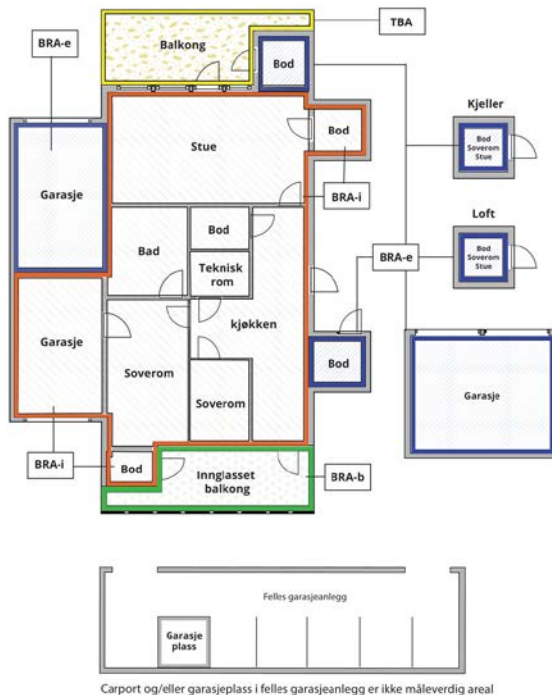 TBA
Balkong
BRA-e
Bod
Kjeller
Bod
Soverom
Stue
Stue
Bod
Garasje
BRA-i
Loft
Bod
Bad
Teknisk
rom
BRA-e
Bod
Soverom
Stue
Garasje
kjøkken
Soverom
Soverom
Bod
Garasje
BRA-i
Bod
Innglasset
balkong
BRA-b
Felles garasjeanlegg
Garasje
plass
Carport og/eller garasjeplass i felles garasjeanlegg er ikke måleverdig areal